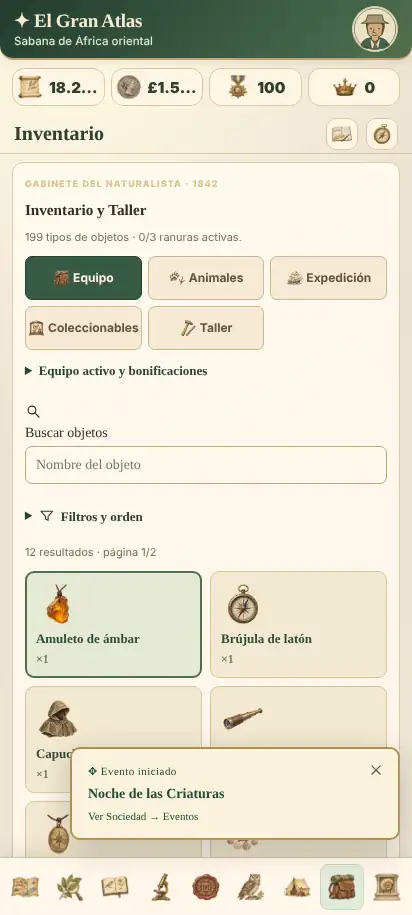 ✦ El Gran Atlas
Sabana de África oriental
18.2...
£1.5...
100
0
Inventario
GABINETE DEL NATURALISTA · 1842
Inventario y Taller
199 tipos de objetos · 0/3 ranuras activas.
Equipo
Animales
Expedición
Coleccionables
Taller
▶ Equipo activo y bonificaciones
Buscar objetos
Nombre del objeto
▶ Filtros y orden
12 resultados · página 1/2
Amuleto de ámbar
×1
Brújula de latón
×1
×1
✥ Evento iniciado
Noche de las Criaturas
Ver Sociedad → Eventos